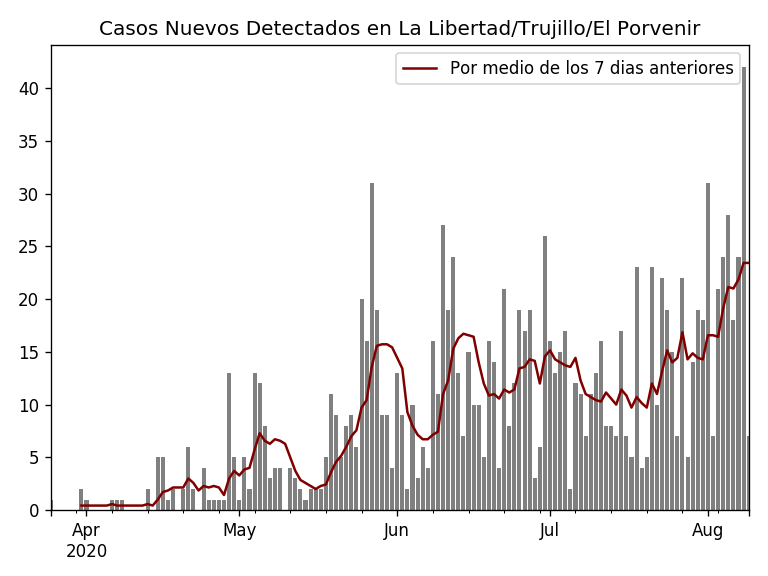 Casos Nuevos Detectados en La Libertad/Trujillo/El Porvenir
Por medio de los 7 dias anteriores
40
35
30
25
20
15
10
5
0
Apr
2020
May
Jun
Jul
Aug